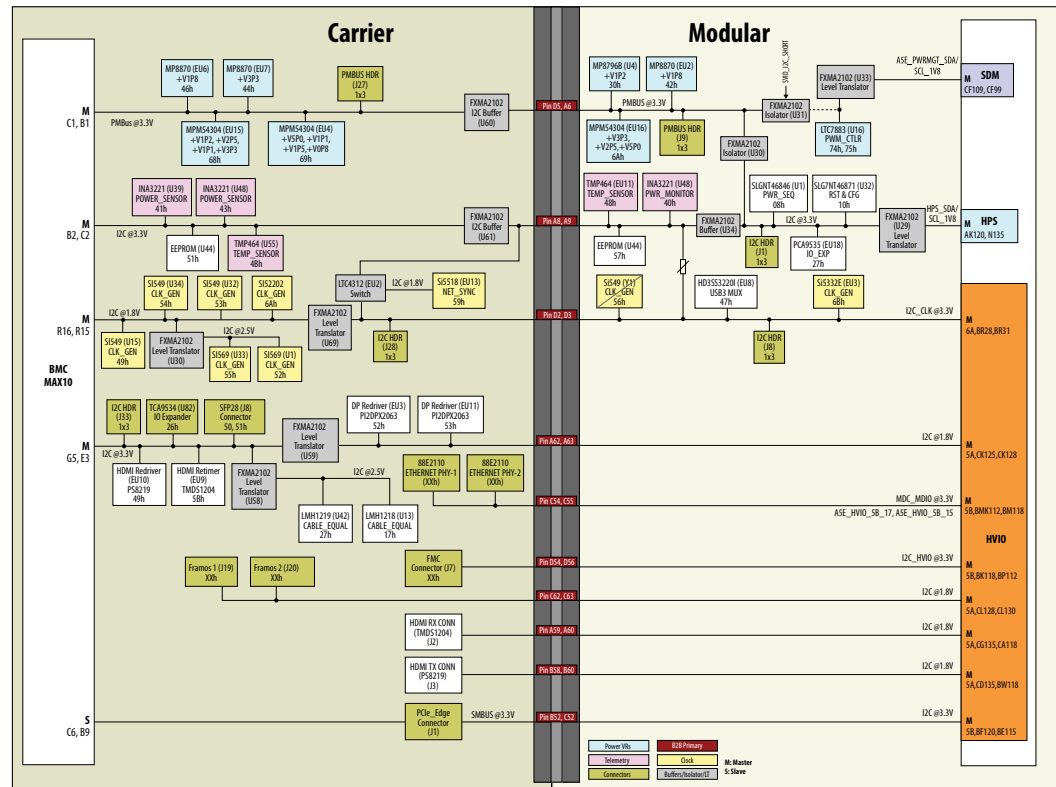 Carrier
Modular
BMC
MAX10
M
C1, B1
PMBus @3.3V
MP8870 (EU6)
+V1P8
46h
MP8870 (EU7)
+V3P3
44h
PMBUS HDR
(J27)
1x3
MPM54304 (EU15)
+V1P2, +V2P5,
+V1P1, +V3P3
68h
MPM54304 (EU4)
+V5P0, +V1P1,
+V1P5, +V0P8
69h
FXMA2102
I2C Buffer
(U60)
Pin D5, A6
MP8796B (U4)
+V1P2
30h
MP8870 (EU2)
+V1P8
42h
PMBUS @3.3V
MPM54304 (EU16)
+V3P3,
+V2P5, +V5P0
6Ah
PMBUS HDR
(J9)
1x3
SWO_I2C_SHORT
FXMA2102
Isolator
(U31)
FXMA2102
Isolator (U30)
FXMA2102 (U33)
Level Translator
LTC7883 (U16)
PWM_CTLR
74h, 75h
A5E_PWRMGT_SDA/
SCL_1V8
M SDM
CF109, CF99
M
B2, C2
I2C @3.3V
INA3221 (U39)
POWER_SENSOR
41h
INA3221 (U48)
POWER_SENSOR
43h
EEPROM (U44)
51h
TMP464 (U55)
TEMP_SENSOR
4Bh
FXMA2102
I2C Buffer
(U61)
Pin A8, A9
TMP464 (EU11)
TEMP_SENSOR
48h
INA3221 (U48)
PWR_MONITOR
40h
EEPROM (U44)
57h
FXMA2102
Buffer (U34)
I2C HDR
(J1)
1x3
SLGNT46846 (U1)
PWR_SEQ
08h
SLG7NT46871 (U32)
RST & CFG
10h
I2C @3.3V
PCA9535 (EU18)
IO_EXP
27h
FXMA2102
(U29)
Level
Translator
HPS_SDA/
SCL_1V8
M HPS
AK120, N135
M
R16, R15
I2C @1.8V
SI549 (U34)
CLK_GEN
54h
SI549 (U32)
CLK_GEN
53h
SI52202
CLK_GEN
6Ah
SI549 (U15)
CLK_GEN
49h
FXMA2102
Level Translator
(U30)
I2C @2.5V
SI569 (U33)
CLK_GEN
55h
SI569 (U1)
CLK_GEN
52h
FXMA2102
Level
Translator
(U69)
LTC4312 (EU2)
Switch
I2C @1.8V
Si5518 (EU13)
NET_SYNC
59h
I2C HDR
(J28)
1x3
Pin D2, D3
Si549 (Y1)
CLK_GEN
56h
HD3SS3220I (EU8)
USB3 MUX
47h
Si5332E (EU3)
CLK_GEN
6Bh
I2C HDR
(J8)
1x3
I2C_CLK @3.3V
M
6A,BR28,BR31
M
G5, E3
I2C @3.3V
I2C HDR
(J33)
1x3
TCA9534 (U82)
IO Expander
26h
SFP28 (J8)
Connector
50, 51h
HDMI Redriver
(EU10)
PS8219
49h
HDMI Retimer
(EU9)
TMDS1204
5Bh
FXMA2102
Level
Translator
(U58)
FXMA2102
Level
Translator
(U59)
DP Redriver (EU3)
PI2DPX2063
52h
DP Redriver (EU11)
PI2DPX2063
53h
I2C @2.5V
LMH1219 (U42)
CABLE_EQUAL
27h
LMH1218 (U13)
CABLE_EQUAL
17h
Pin A62, A63
I2C @1.8V
M
5A,CK125,CK128
88E2110
ETHERNET PHY-1
(XXh)
88E2110
ETHERNET PHY-2
(XXh)
Pin C54, C55
MDC_MDIO @3.3V
A5E_HVIO_5B_17, A5E_HVIO_5B_15
M
5B,BMK112,BM118
HVIO
FMC
Connector (J7)
XXh
Pin D54, D56
I2C_HVIO @3.3V
M
5B,BK118,BP112
Framos 1 (J19)
XXh
Framos 2 (J20)
XXh
Pin C62, C63
I2C @1.8V
M
5A,CL128,CL130
HDMI RX CONN
(TMDS1204)
(J2)
Pin A59, A60
I2C @1.8V
M
5A,CG135,CA118
HDMI TX CONN
(PS8219)
(J3)
Pin B58, B60
I2C @1.8V
M
5A,CD135,BW118
S
C6, B9
PCIe_Edge
Connector
(J1)
SMBUS @3.3V
Pin B52, C52
I2C @3.3V
M
5B,BF120,BE115
Power VRs
B2B Primary
Telemetry
Clock
Connectors
Buffers/Isolator/LT
M: Master
S: Slave